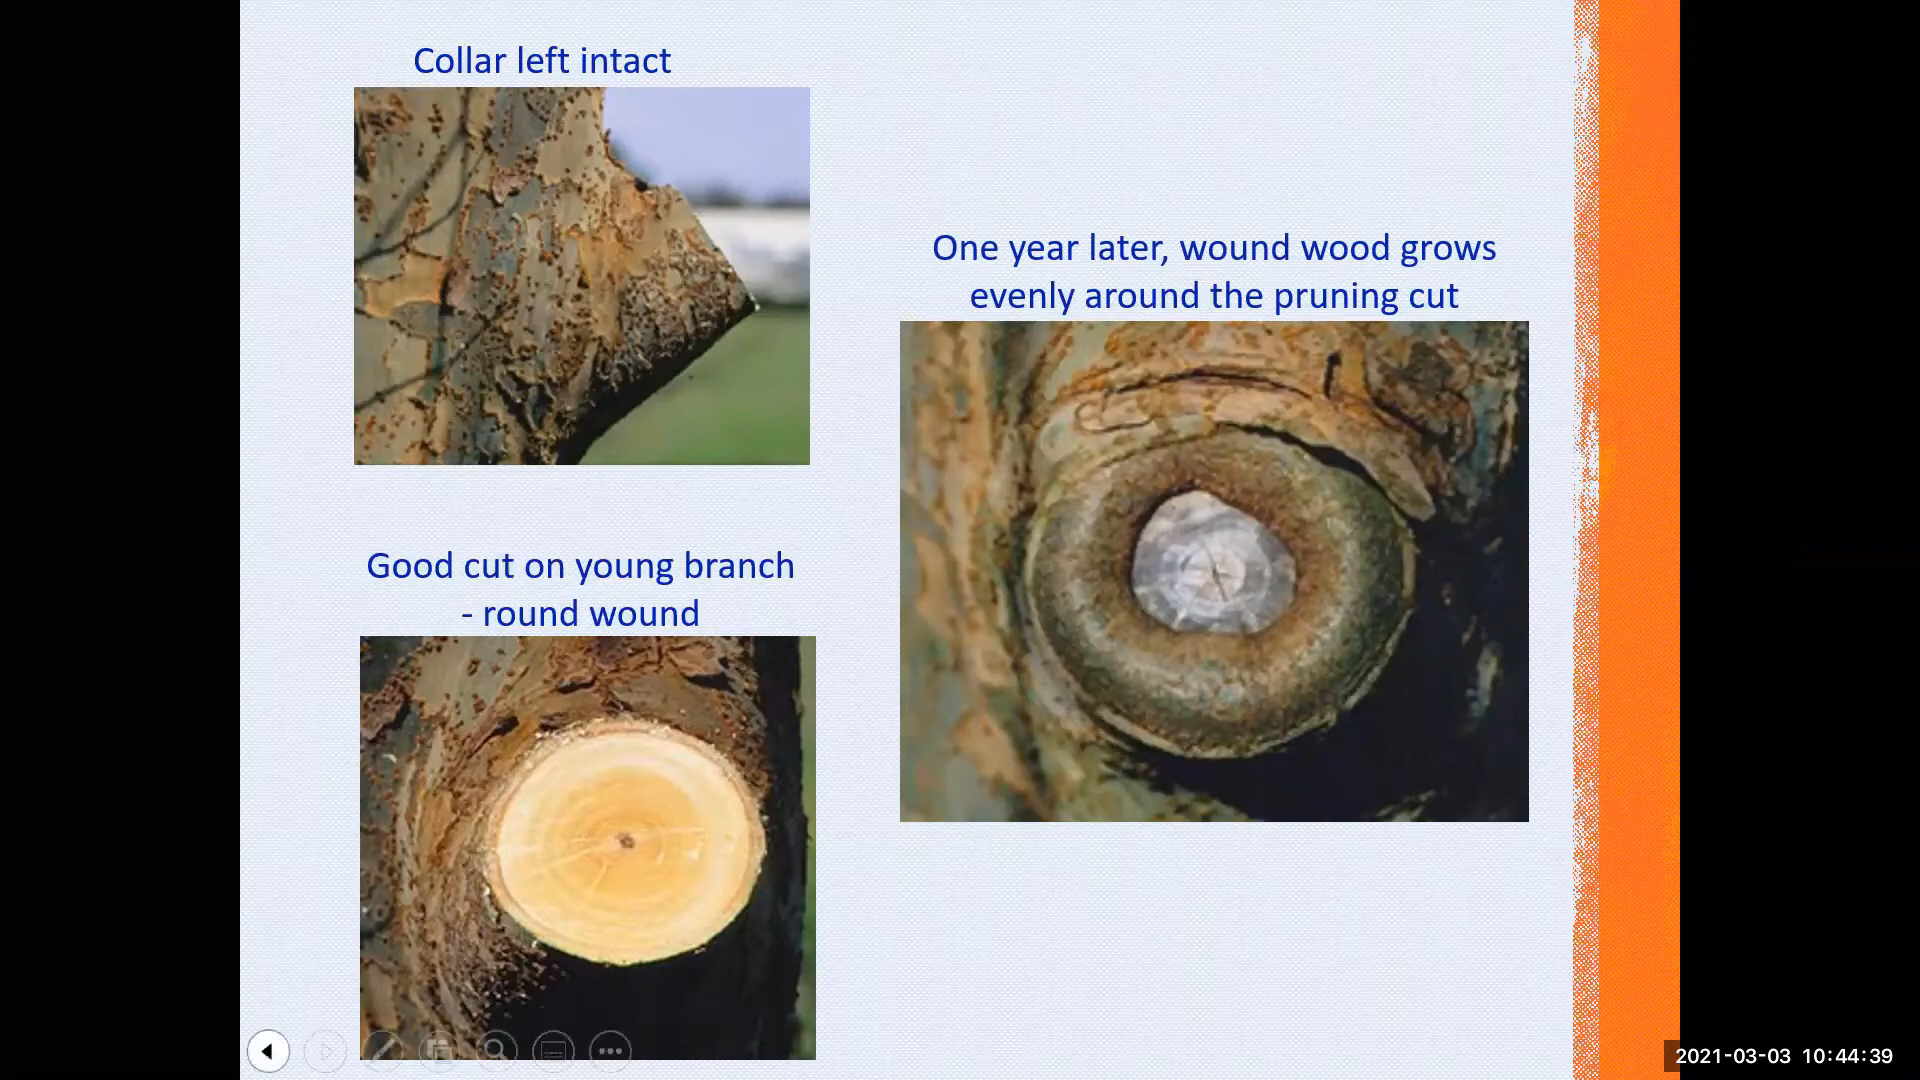 Collar left intact
One year later, wound wood grows
evenly around the pruning cut
Good cut on young branch
- round wound
2021-03-03 10:44:39